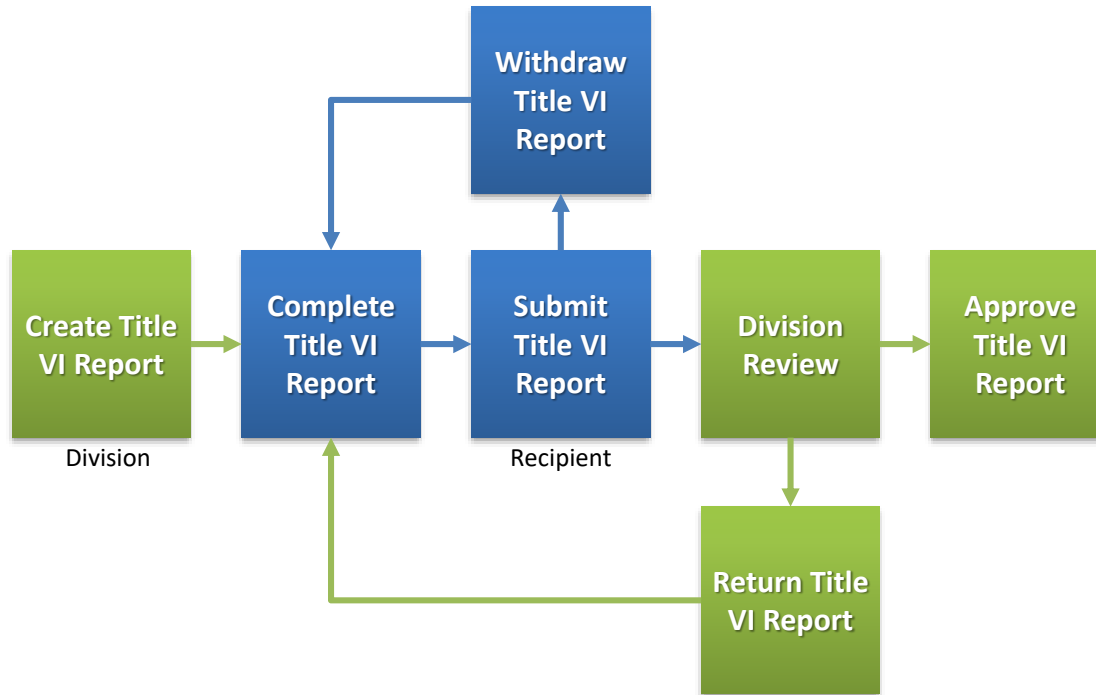 Withdraw
Title VI
Report
Create Title
VI Report
Complete
Title VI
Report
Submit
Title VI
Report
Division
Review
Approve
Title VI
Report
Division
Recipient
Return Title
VI Report